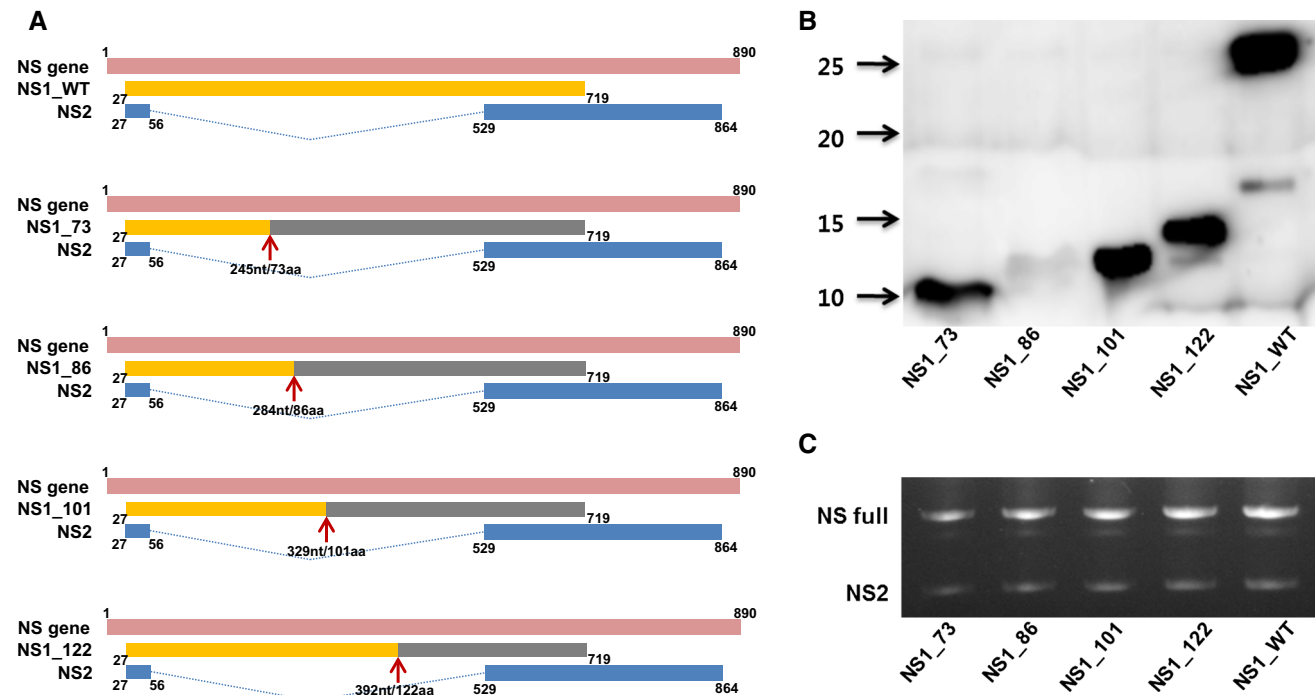 A
1 890
NS gene
NS1_WT
27 719
NS2
27 56 529 864
1 890
NS gene
NS1_73
27 719
NS2
27 56 529 864
245nt/73aa
1 890
NS gene
NS1_86
27 719
NS2
27 56 529 864
284nt/86aa
1 890
NS gene
NS1_101
27 719
NS2
27 56 529 864
329nt/101aa
1 890
NS gene
NS1_122
27 719
NS2
27 56 529 864
392nt/122aa
B
25
20
15
10
NS1_73 NS1_86 NS1_101 NS1_122 NS1_WT
C
NS full
NS2
NS1_73 NS1_86 NS1_101 NS1_122 NS1_WT